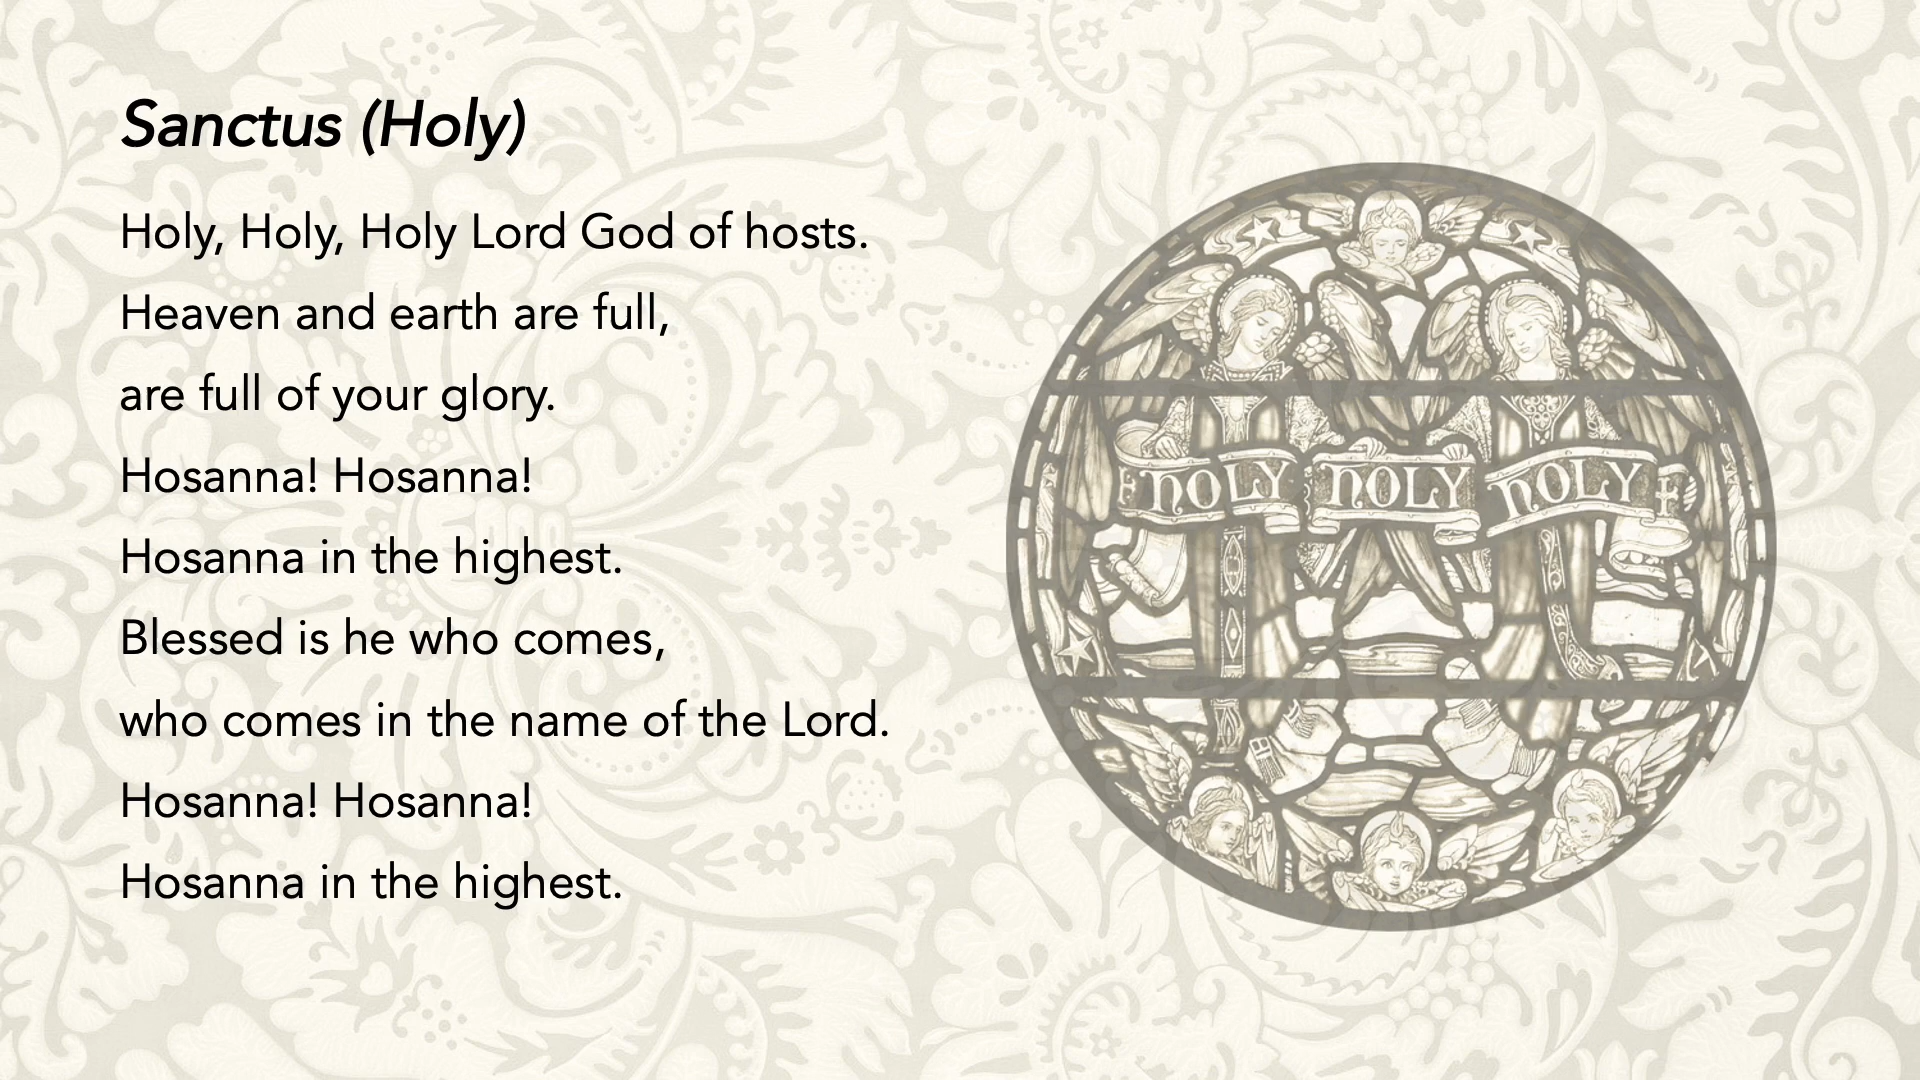 Sanctus (Holy)
Holy, Holy, Holy Lord God of hosts.
Heaven and earth are full,
are full of your glory.
Hosanna! Hosanna!
Hosanna in the highest.
Blessed is he who comes,
who comes in the name of the Lord.
Hosanna! Hosanna!
Hosanna in the highest.
HOLY HOLY HOLY